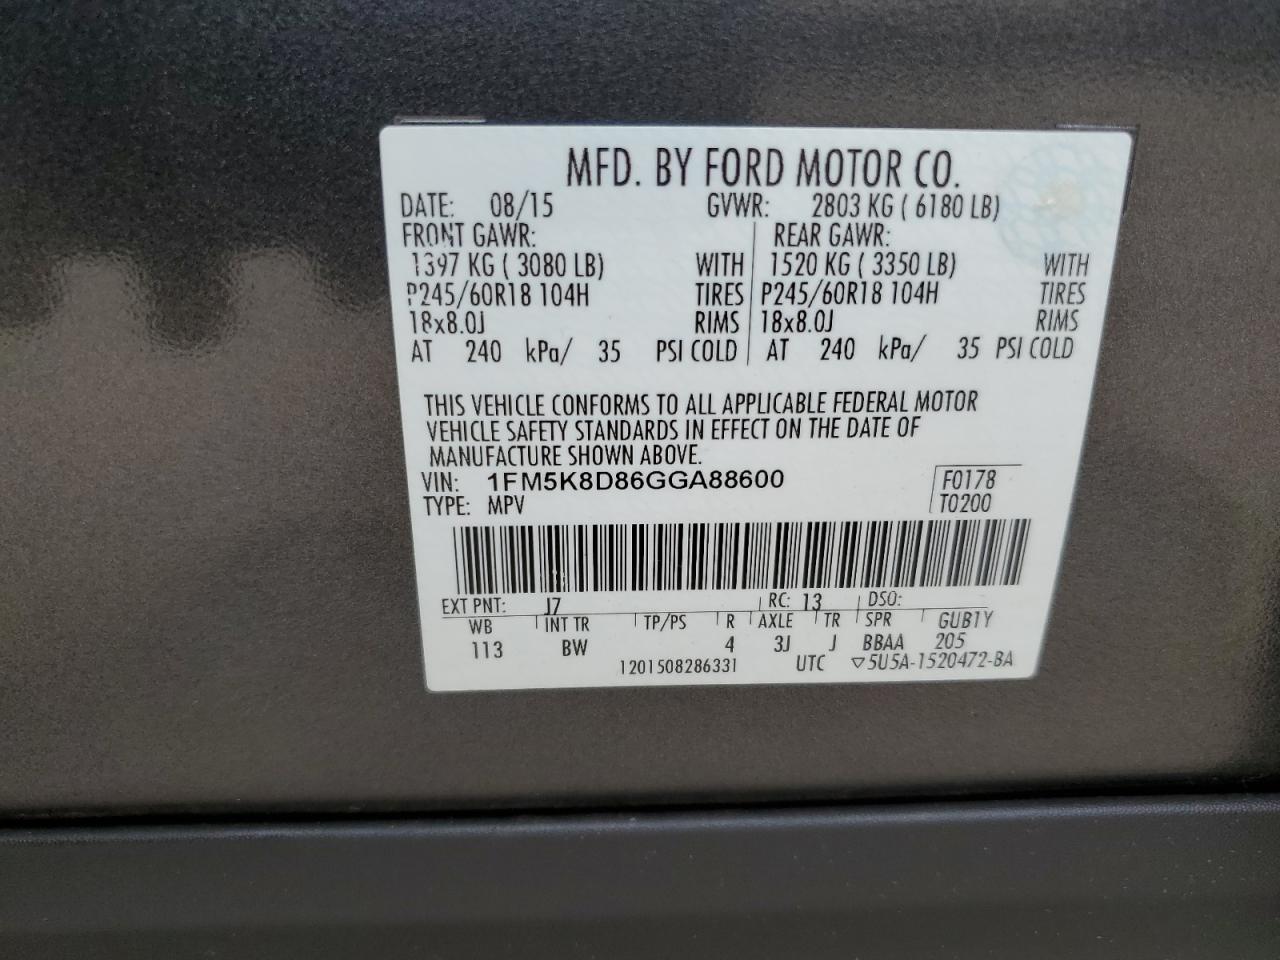 MFD. BY FORD MOTOR CO.
DATE: 08/15 GVWR: 2803 KG ( 6180 LB)
FRONT GAWR: REAR GAWR:
1397 KG ( 3080 LB) WITH 1520 KG ( 3350 LB) WITH
P245/60R18 104H TIRES P245/60R18 104H TIRES
18x8.0J RIMS 18x8.0J RIMS
AT 240 kPa/ 35 PSI COLD AT 240 kPa/ 35 PSI COLD
THIS VEHICLE CONFORMS TO ALL APPLICABLE FEDERAL MOTOR
VEHICLE SAFETY STANDARDS IN EFFECT ON THE DATE OF
MANUFACTURE SHOWN ABOVE.
VIN: 1FM5K8D86GGA88600 F0178
TYPE: MPV T0200
EXT PNT: J7 RC: 13 DSO:
WB INT TR TP/PS R AXLE TR SPR GUB1Y
113 BW 4 3J J BBAA 205
1201508286331 UTC ▽5U5A-1520472-BA